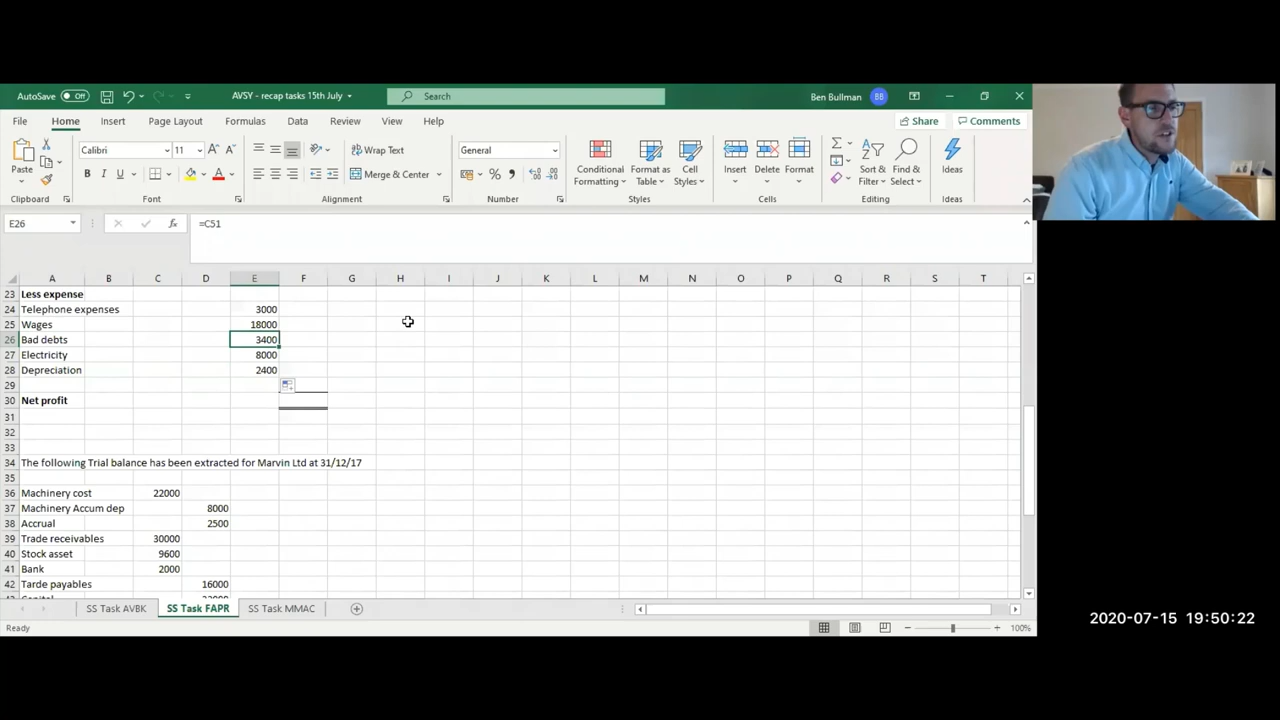 AutoSave Off AVSY - recap tasks 15th July Search Ben Bullman BB
File Home Insert Page Layout Formulas Data Review View Help Share Comments
Paste Calibri 11 A A Wrap Text General Conditional Formatting Format as Table Cell Styles Insert Delete Format Sort & Filter Find & Select Ideas
B I U A Merge & Center % ,
Clipboard Font Alignment Number Styles Cells Editing Ideas
E26 fx =C51
A B C D E F G H I J K L M N O P Q R S T
23 Less expense
24 Telephone expenses 3000
25 Wages 18000
26 Bad debts 3400
27 Electricity 8000
28 Depreciation 2400
29
30 Net profit
31
32
33
34 The following Trial balance has been extracted for Marvin Ltd at 31/12/17
35
36 Machinery cost 22000
37 Machinery Accum dep 8000
38 Accrual 2500
39 Trade receivables 30000
40 Stock asset 9600
41 Bank 2000
42 Tarde payables 16000
SS Task AVBK SS Task FAPR SS Task MMAC
Ready 100%
2020-07-15 19:50:22